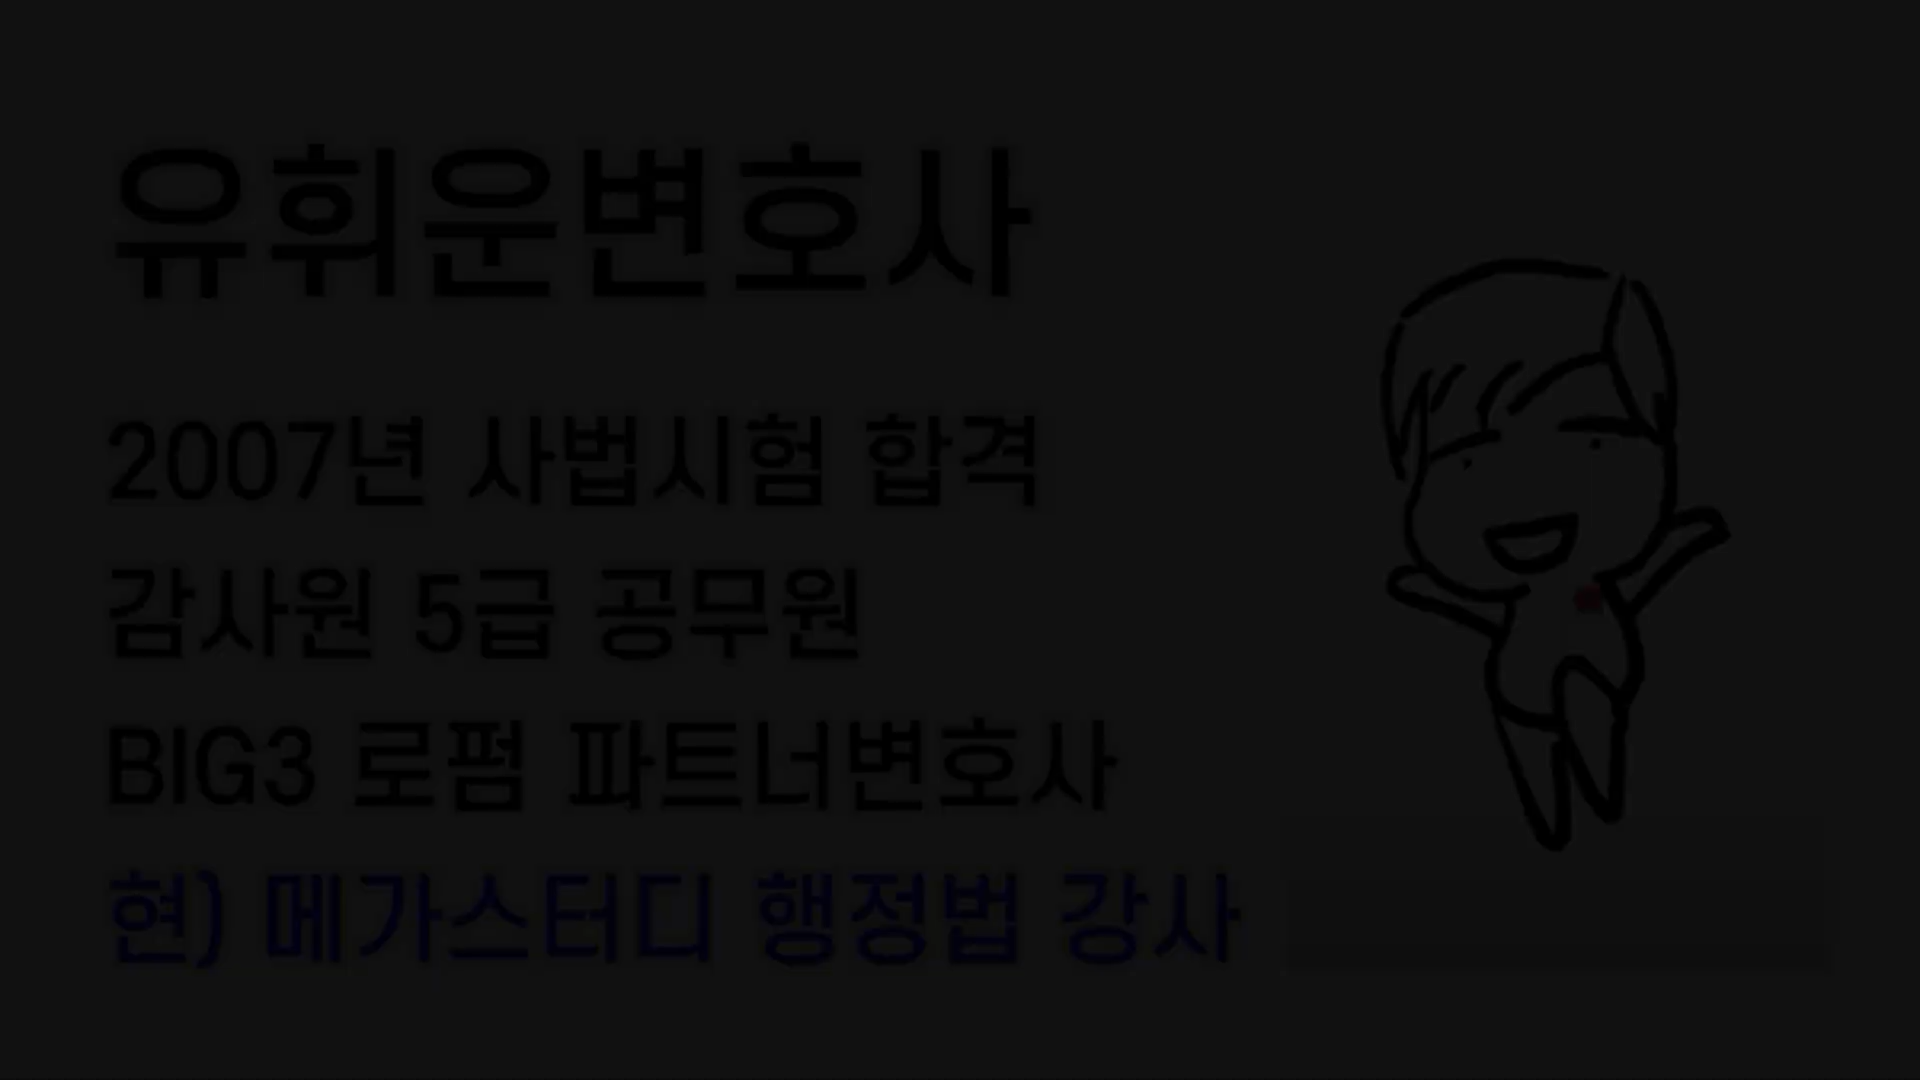 유휘운변호사
2007년 사법시험 합격
감사원 5급 공무원
BIG3 로펌 파트너변호사
현) 메가스터디 행정법 강사